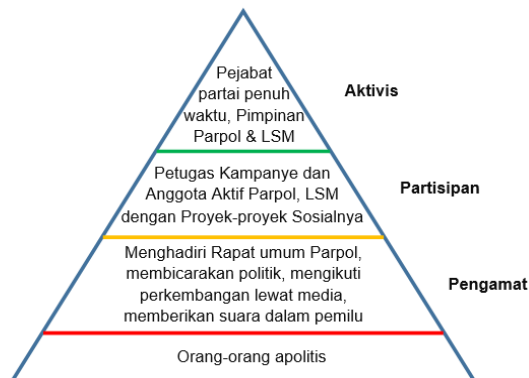 Pejabat
partai penuh
waktu, Pimpinan
Parpol & LSM
Aktivis
Petugas Kampanye dan
Anggota Aktif Parpol, LSM
dengan Proyek-proyek Sosialnya
Partisipan
Menghadiri Rapat umum Parpol,
membicarakan politik, mengikuti
perkembangan lewat media,
memberikan suara dalam pemilu
Pengamat
Orang-orang apolitis